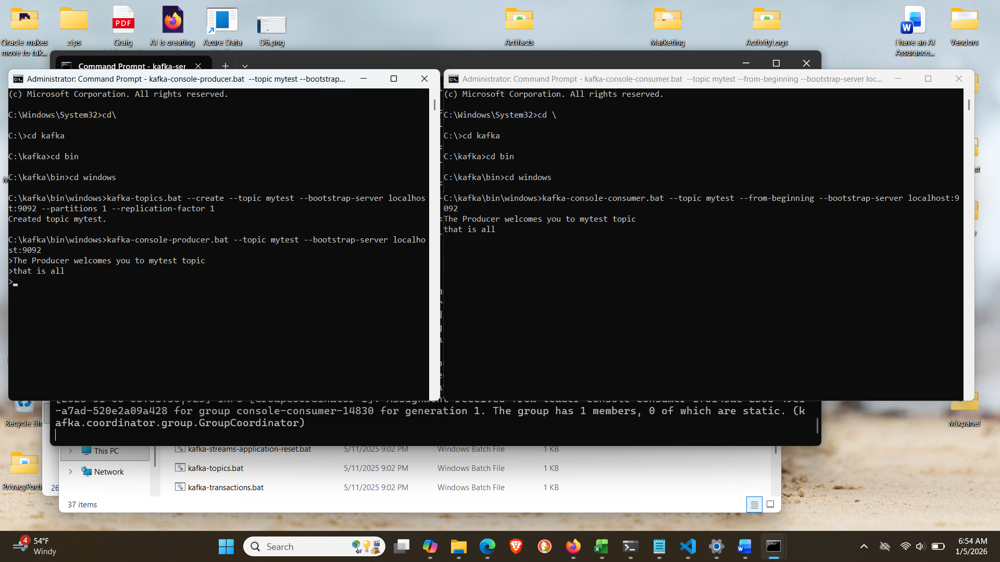 PDF
Oracle makes
move to tak...
zips
Craig
AI is creating
Azure Data
D6.png
Artifacts
Marketing
ActivityLogs
I have an AI
Assurance...
Vendors
Command Prompt - kafka-ser
Administrator: Command Prompt - kafka-console-producer.bat --topic mytest --bootstrap...
(c) Microsoft Corporation. All rights reserved.
C:\Windows\System32>cd\
C:\>cd kafka
C:\kafka>cd bin
C:\kafka\bin>cd windows
C:\kafka\bin\windows>kafka-topics.bat --create --topic mytest --bootstrap-server localhos
t:9092 --partitions 1 --replication-factor 1
Created topic mytest.
C:\kafka\bin\windows>kafka-console-producer.bat --topic mytest --bootstrap-server localho
st:9092
>The Producer welcomes you to mytest topic
>that is all
>
Administrator: Command Prompt - kafka-console-consumer.bat --topic mytest --from-beginning --bootstrap-server loc...
(c) Microsoft Corporation. All rights reserved.
C:\Windows\System32>cd \
C:\>cd kafka
C:\kafka>cd bin
C:\kafka\bin>cd windows
C:\kafka\bin\windows>kafka-console-consumer.bat --topic mytest --from-beginning --bootstrap-server localhost:9
092
The Producer welcomes you to mytest topic
that is all
-a7ad-520e2a09a428 for group console-consumer-14830 for generation 1. The group has 1 members, 0 of which are static. (k
afka.coordinator.group.GroupCoordinator)
Recycle Bin
Mixpanel
This PC
Network
kafka-streams-application-reset.bat 5/11/2025 9:02 PM Windows Batch File 1 KB
kafka-topics.bat 5/11/2025 9:02 PM Windows Batch File 1 KB
kafka-transactions.bat 5/11/2025 9:02 PM Windows Batch File 1 KB
26
37 items
4
54°F
Windy
Search
6:54 AM
1/5/2026